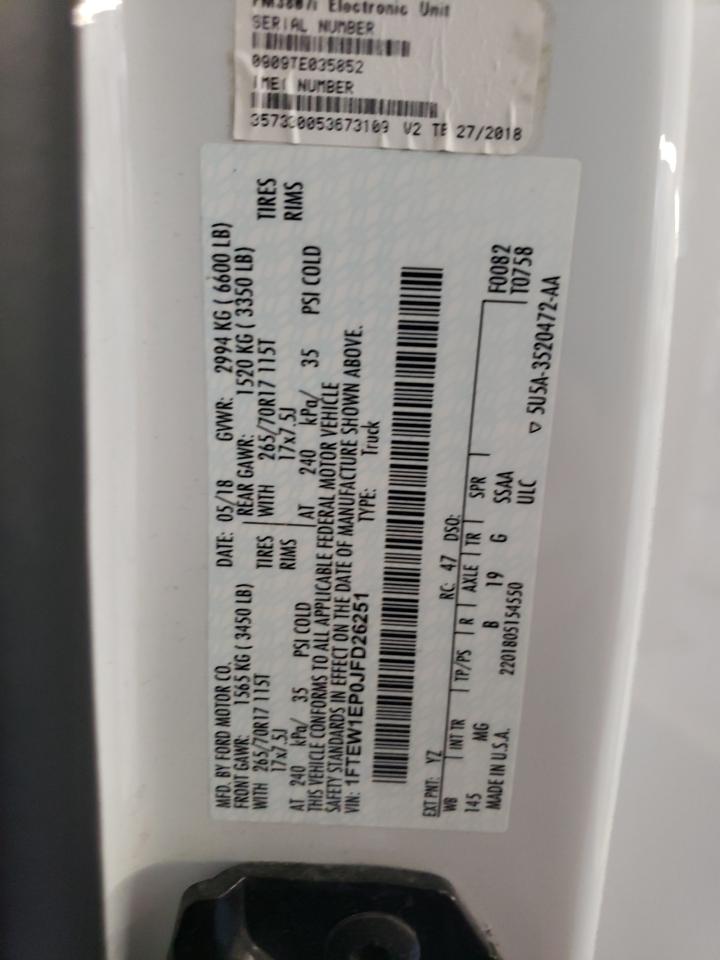 PM3887i Electronic Unit
SERIAL NUMBER
0909TE035852
IMEI NUMBER
357330053673109 V2 TE 27/2018
MFD. BY FORD MOTOR CO.
DATE: 05/18 GVWR: 2994 KG ( 6600 LB)
FRONT GAWR: 1565 KG ( 3450 LB) REAR GAWR: 1520 KG ( 3350 LB)
WITH 265/70R17 115T TIRES WITH 265/70R17 115T TIRES
17x7.5J RIMS 17x7.5J RIMS
AT 240 kPa/ 35 PSI COLD AT 240 kPa/ 35 PSI COLD
THIS VEHICLE CONFORMS TO ALL APPLICABLE FEDERAL MOTOR VEHICLE
SAFETY STANDARDS IN EFFECT ON THE DATE OF MANUFACTURE SHOWN ABOVE.
VIN: 1FTEW1EP0JFD26251 TYPE: Truck
F0082
T0758
EXT PNT: YZ RC: 47 DSO:
WB INT TR TP/PS R AXLE TR SPR
145 MG B 19 G SSAA
MADE IN U.S.A. 2201805154550 ULC
▽ 5U5A-3520472-AA